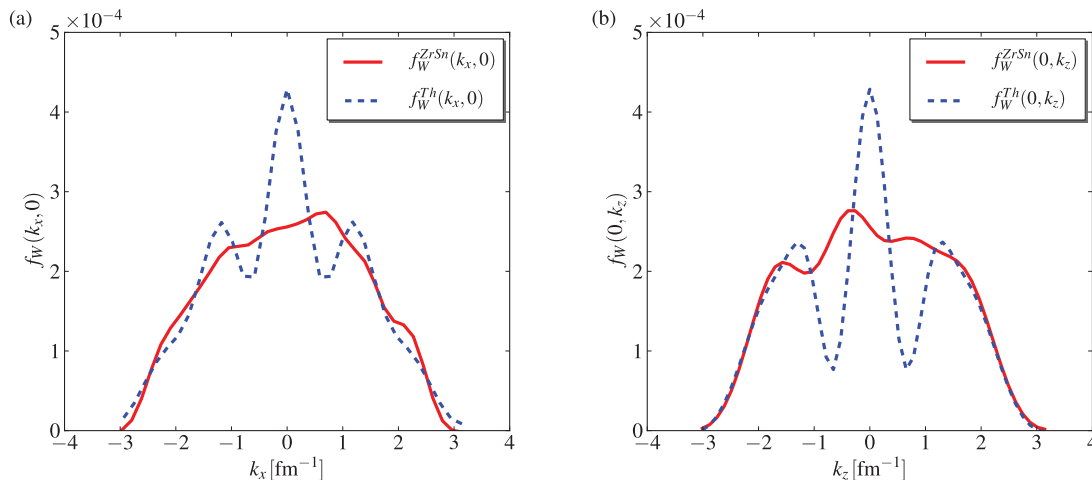 (a)
×10⁻⁴
5
4
3
2
1
0
−4 −3 −2 −1 0 1 2 3 4
f_W(k_x, 0)
k_x [fm⁻¹]
f_W^{ZrSn}(k_x, 0)
f_W^{Th}(k_x, 0)
(b)
×10⁻⁴
5
4
3
2
1
0
−4 −3 −2 −1 0 1 2 3 4
f_W(0, k_z)
k_z [fm⁻¹]
f_W^{ZrSn}(0, k_z)
f_W^{Th}(0, k_z)